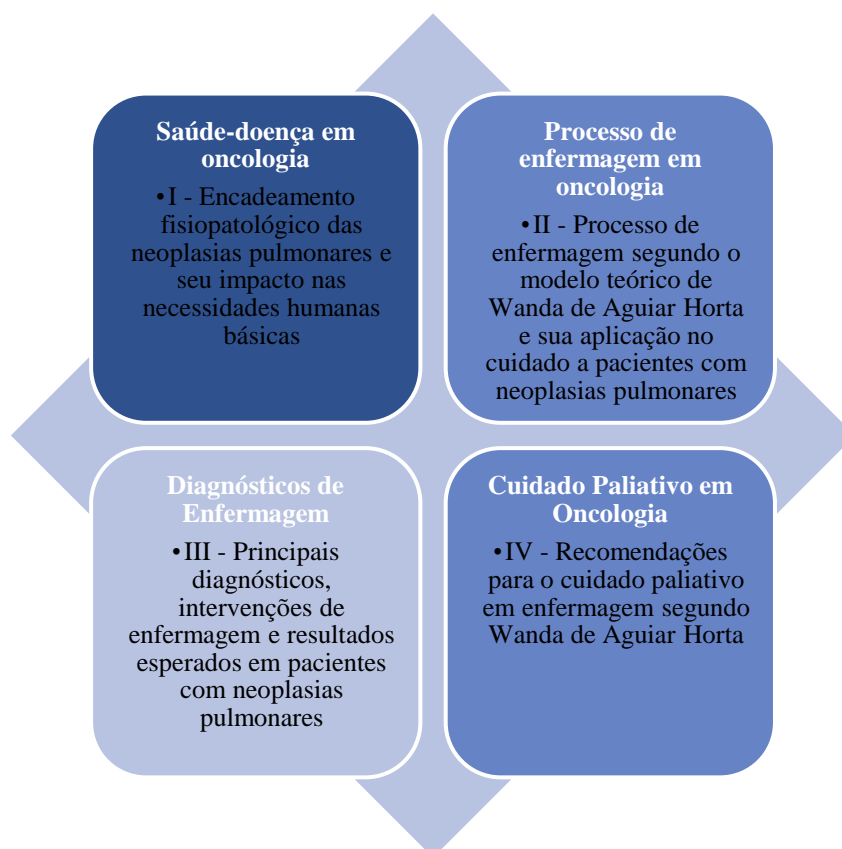 Saúde-doença em
oncologia
•I - Encadeamento
fisiopatológico das
neoplasias pulmonares e
seu impacto nas
necessidades humanas
básicas
Processo de
enfermagem em
oncologia
•II - Processo de
enfermagem segundo o
modelo teórico de
Wanda de Aguiar Horta
e sua aplicação no
cuidado a pacientes com
neoplasias pulmonares
Diagnósticos de
Enfermagem
•III - Principais
diagnósticos,
intervenções de
enfermagem e resultados
esperados em pacientes
com neoplasias
pulmonares
Cuidado Paliativo em
Oncologia
•IV - Recomendações
para o cuidado paliativo
em enfermagem segundo
Wanda de Aguiar Horta